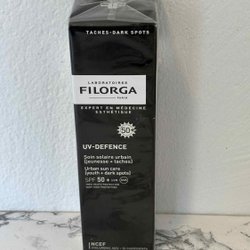 TACHES-DARK SPOTS
LABORATOIRES
FILORGA
PARIS
EXPERT EN MÉDECINE
ESTHÉTIQUE
50+
UV-DEFENCE
Soin solaire urbain
(jeunesse + taches)
Urban sun care
(youth + dark spots)
SPF 50+
UVA
NCEF